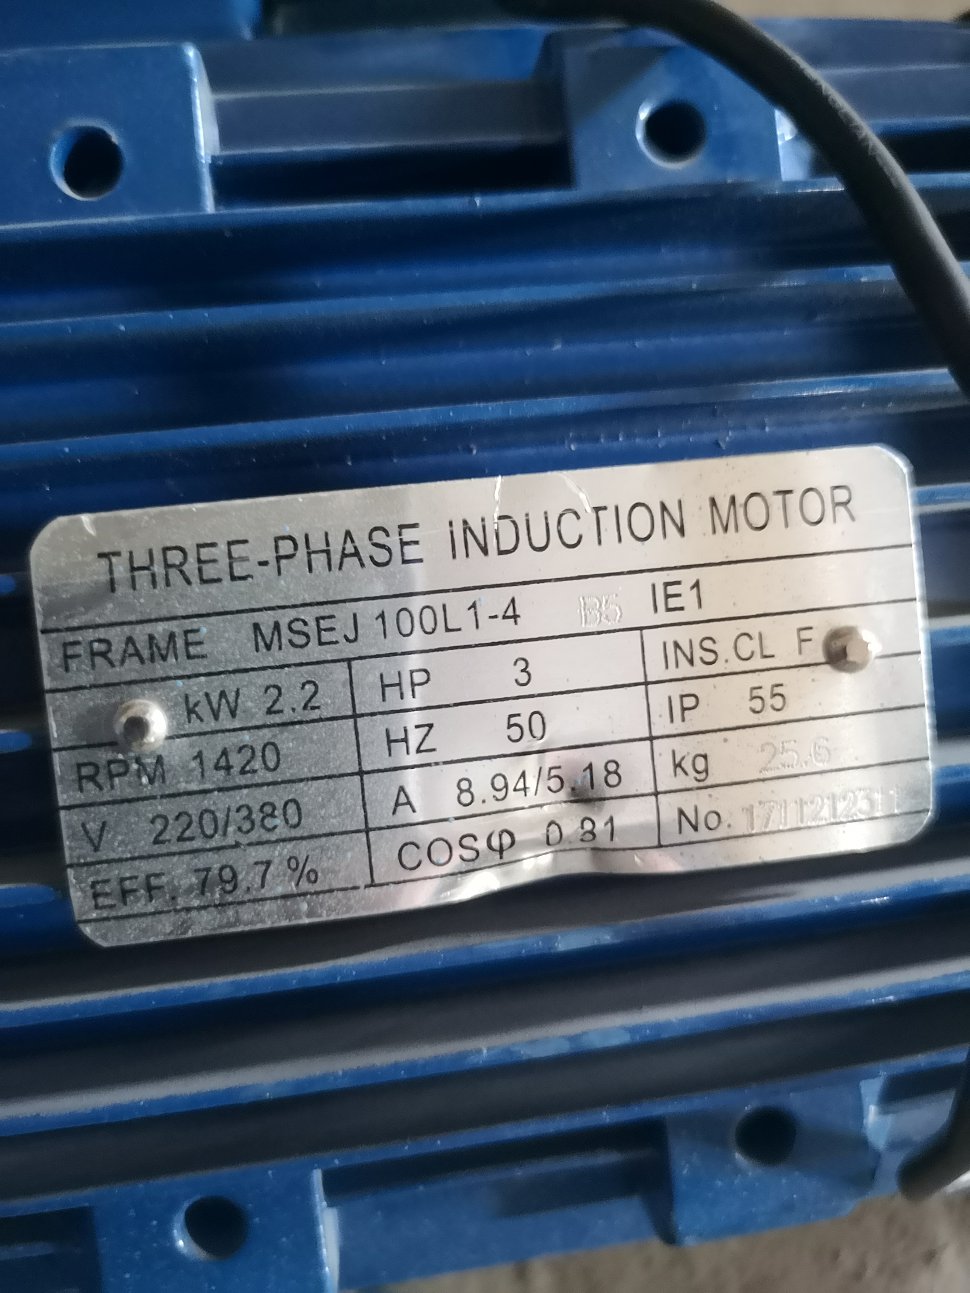 THREE-PHASE INDUCTION MOTOR
FRAME MSEJ 100L1-4 B5 IE1
kW 2.2 HP 3 INS.CL F
RPM 1420 HZ 50 IP 55
V 220/380 A 8.94/5.18 kg 25.6
EFF. 79.7 % COSφ 0.81 No.